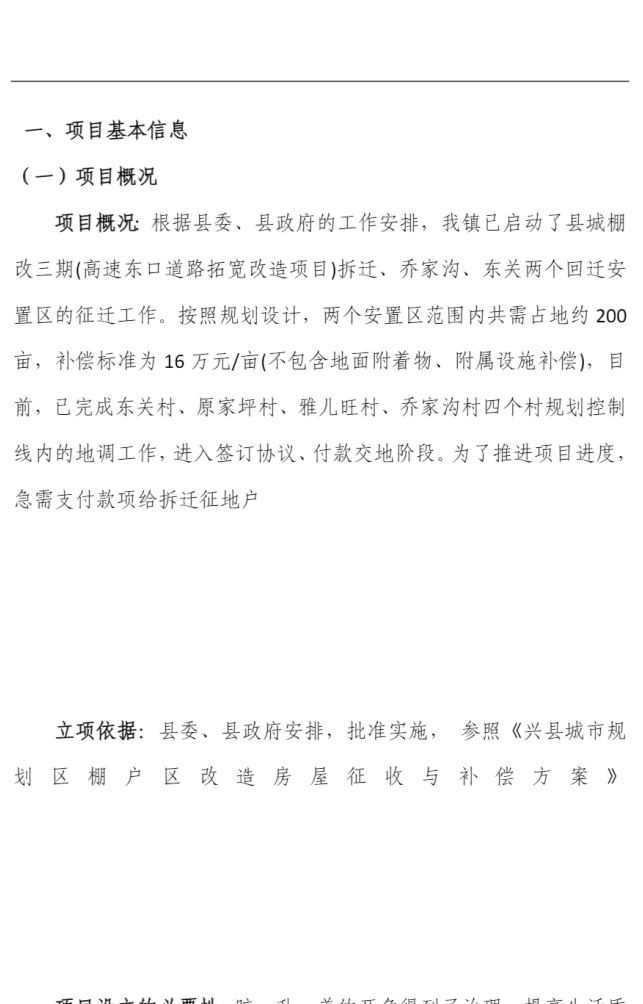 一、项目基本信息
（一）项目概况
项目概况: 根据县委、县政府的工作安排，我镇已启动了县城棚
改三期(高速东口道路拓宽改造项目)拆迁、乔家沟、东关两个回迁安
置区的征迁工作。按照规划设计，两个安置区范围内共需占地约 200
亩，补偿标准为 16 万元/亩(不包含地面附着物、附属设施补偿)，目
前，已完成东关村、原家坪村、雅儿旺村、乔家沟村四个村规划控制
线内的地调工作，进入签订协议、付款交地阶段。为了推进项目进度，
急需支付款项给拆迁征地户
立项依据: 县委、县政府安排，批准实施， 参照《兴县城市规
划区棚户区改造房屋征收与补偿方案》
项目设立的必要性